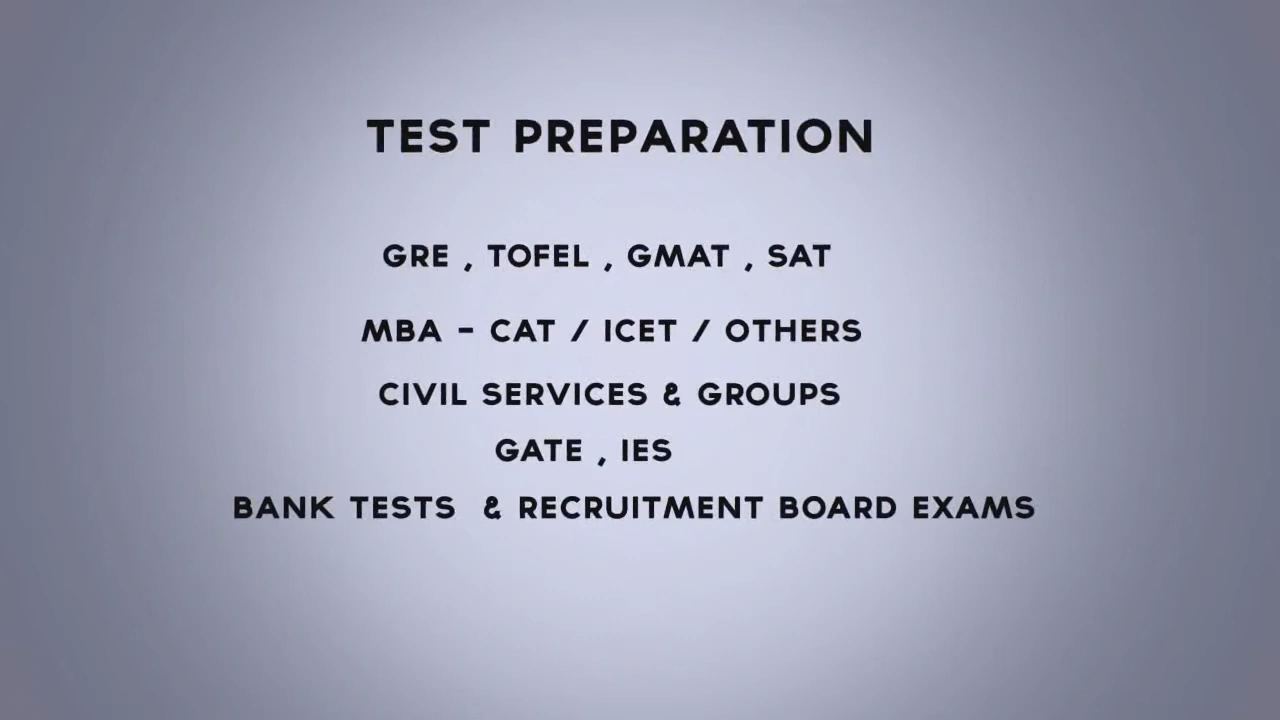 TEST PREPARATION
GRE , TOFEL , GMAT , SAT
MBA - CAT / ICET / OTHERS
CIVIL SERVICES & GROUPS
GATE , IES
BANK TESTS & RECRUITMENT BOARD EXAMS